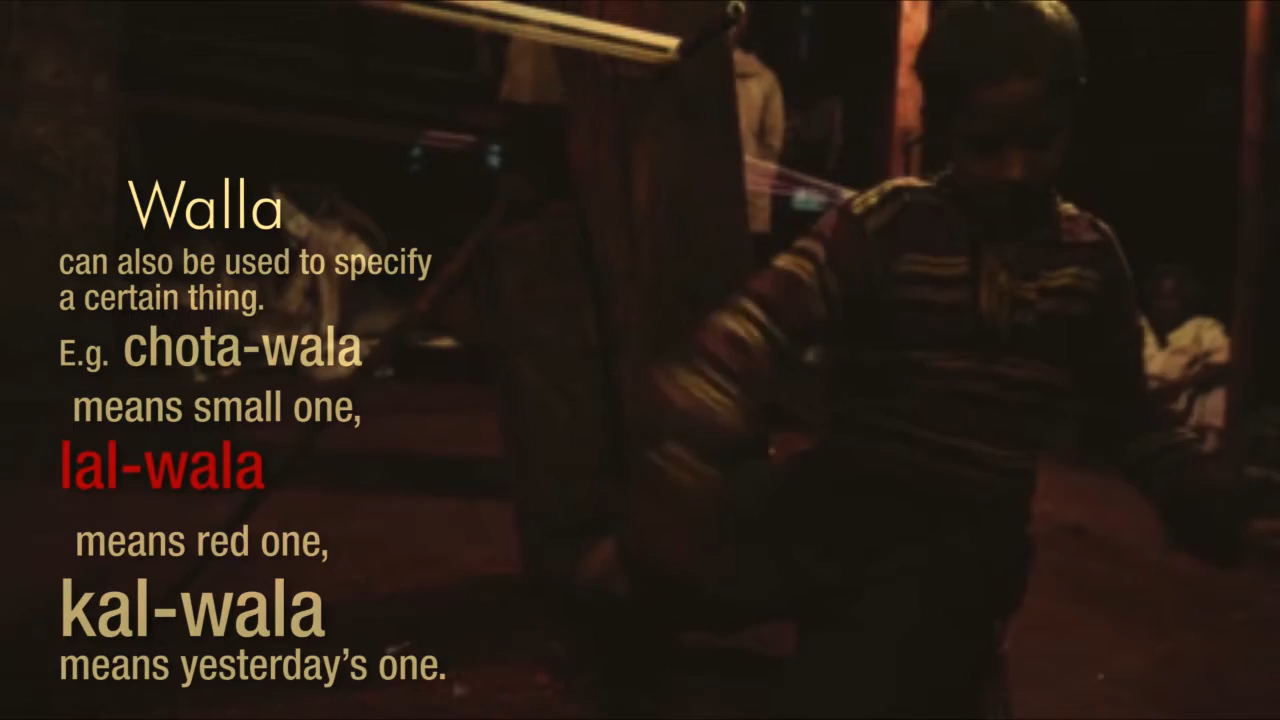 Walla
can also be used to specify
a certain thing.
E.g. chota-wala
means small one,
lal-wala
means red one,
kal-wala
means yesterday's one.